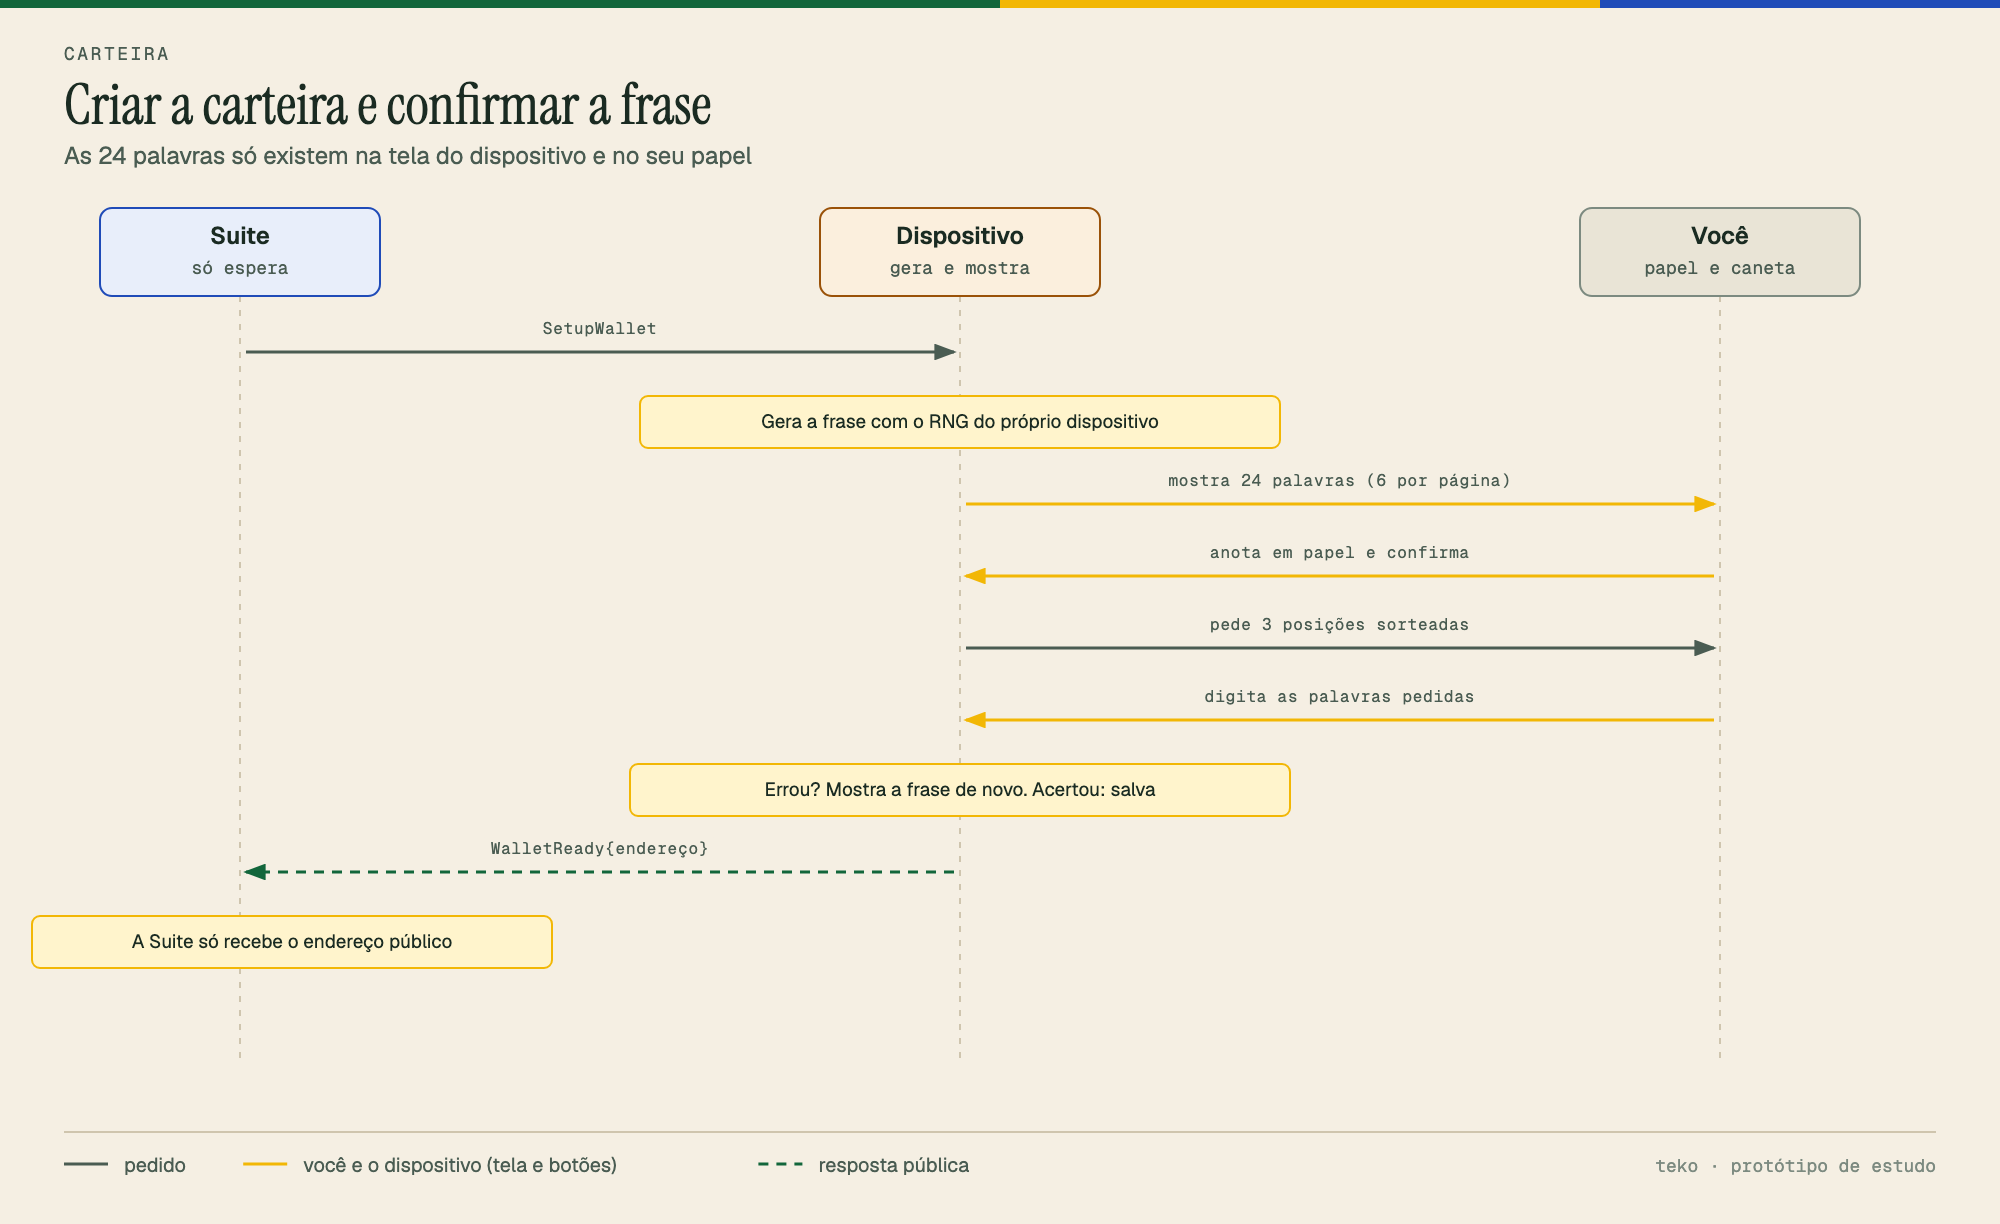 CARTEIRA
Criar a carteira e confirmar a frase
As 24 palavras só existem na tela do dispositivo e no seu papel
Suite
só espera
Dispositivo
gera e mostra
Você
papel e caneta
SetupWallet
Gera a frase com o RNG do próprio dispositivo
mostra 24 palavras (6 por página)
anota em papel e confirma
pede 3 posições sorteadas
digita as palavras pedidas
Errou? Mostra a frase de novo. Acertou: salva
WalletReady{endereço}
A Suite só recebe o endereço público
pedido
você e o dispositivo (tela e botões)
resposta pública
teko · protótipo de estudo